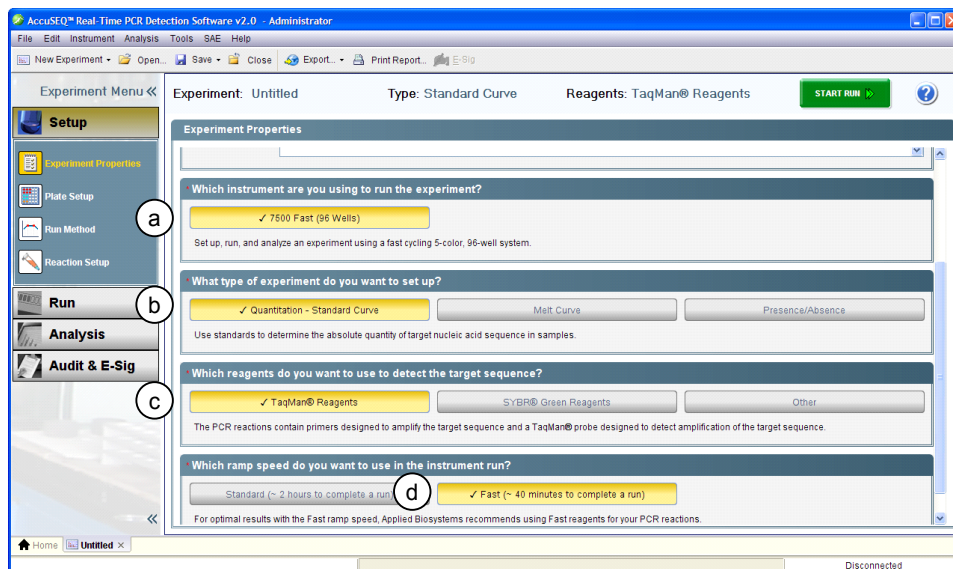 AccuSEQ™ Real-Time PCR Detection Software v2.0 - Administrator
File Edit Instrument Analysis Tools SAE Help
New Experiment Open... Save Close Export... Print Report... E-Sig
Experiment Menu «
Experiment: Untitled Type: Standard Curve Reagents: TaqMan® Reagents START RUN
Setup
Experiment Properties
Plate Setup
Run Method
Reaction Setup
Run
Analysis
Audit & E-Sig
«
Experiment Properties
a
* Which instrument are you using to run the experiment?
✓ 7500 Fast (96 Wells)
Set up, run, and analyze an experiment using a fast cycling 5-color, 96-well system.
b
* What type of experiment do you want to set up?
✓ Quantitation - Standard Curve Melt Curve Presence/Absence
Use standards to determine the absolute quantity of target nucleic acid sequence in samples.
c
* Which reagents do you want to use to detect the target sequence?
✓ TaqMan® Reagents SYBR® Green Reagents Other
The PCR reactions contain primers designed to amplify the target sequence and a TaqMan® probe designed to detect amplification of the target sequence.
* Which ramp speed do you want to use in the instrument run?
Standard (~ 2 hours to complete a run) d ✓ Fast (~ 40 minutes to complete a run)
For optimal results with the Fast ramp speed, Applied Biosystems recommends using Fast reagents for your PCR reactions.
Home Untitled ×
Disconnected